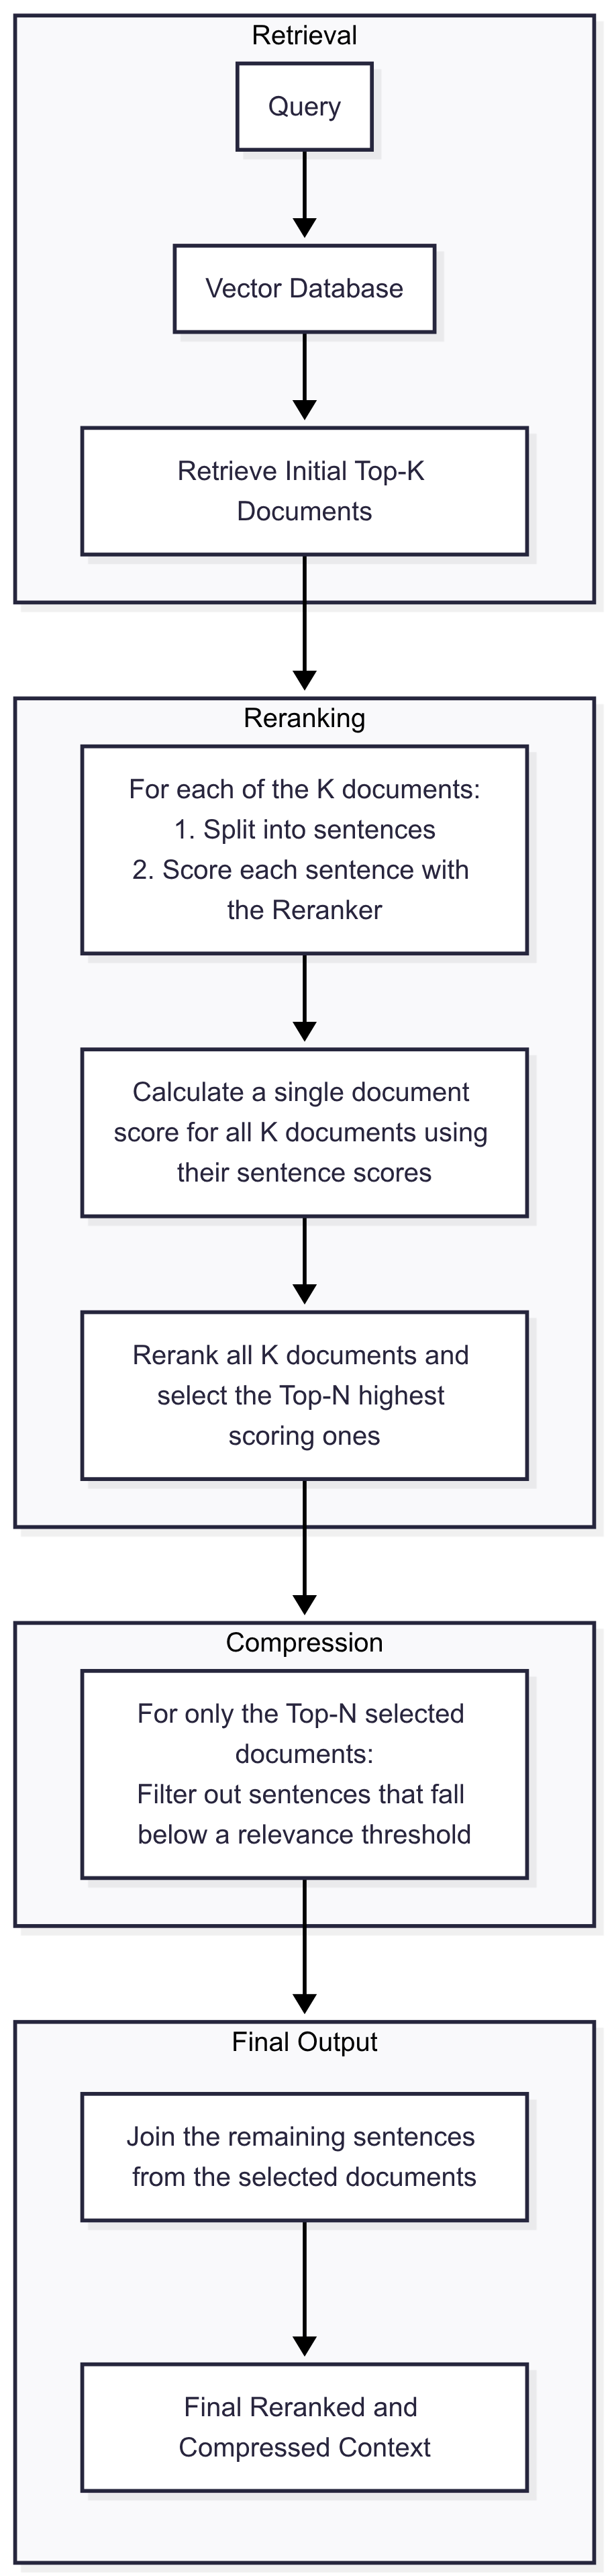 Retrieval
Query
Vector Database
Retrieve Initial Top-K
Documents
Reranking
For each of the K documents:
1. Split into sentences
2. Score each sentence with
the Reranker
Calculate a single document
score for all K documents using
their sentence scores
Rerank all K documents and
select the Top-N highest
scoring ones
Compression
For only the Top-N selected
documents:
Filter out sentences that fall
below a relevance threshold
Final Output
Join the remaining sentences
from the selected documents
Final Reranked and
Compressed Context